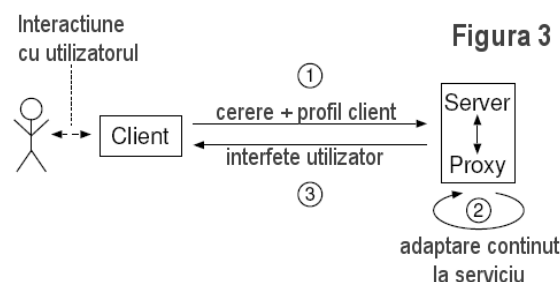 Interactiune
cu utilizatorul
Figura 3
1
cerere + profil client
Client
interfete utilizator
3
Server
Proxy
2
adaptare continut
la serviciu